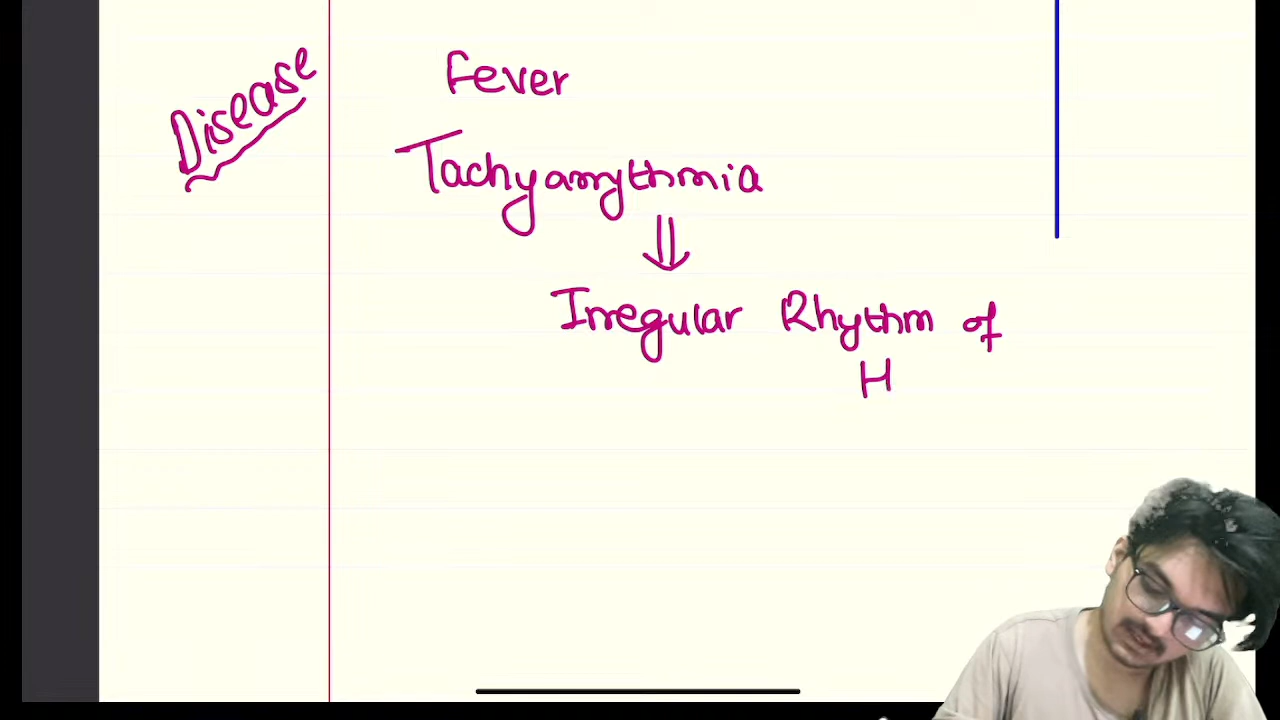 Disease
Fever
Tachyarrythmia
Irregular Rhythm of
H